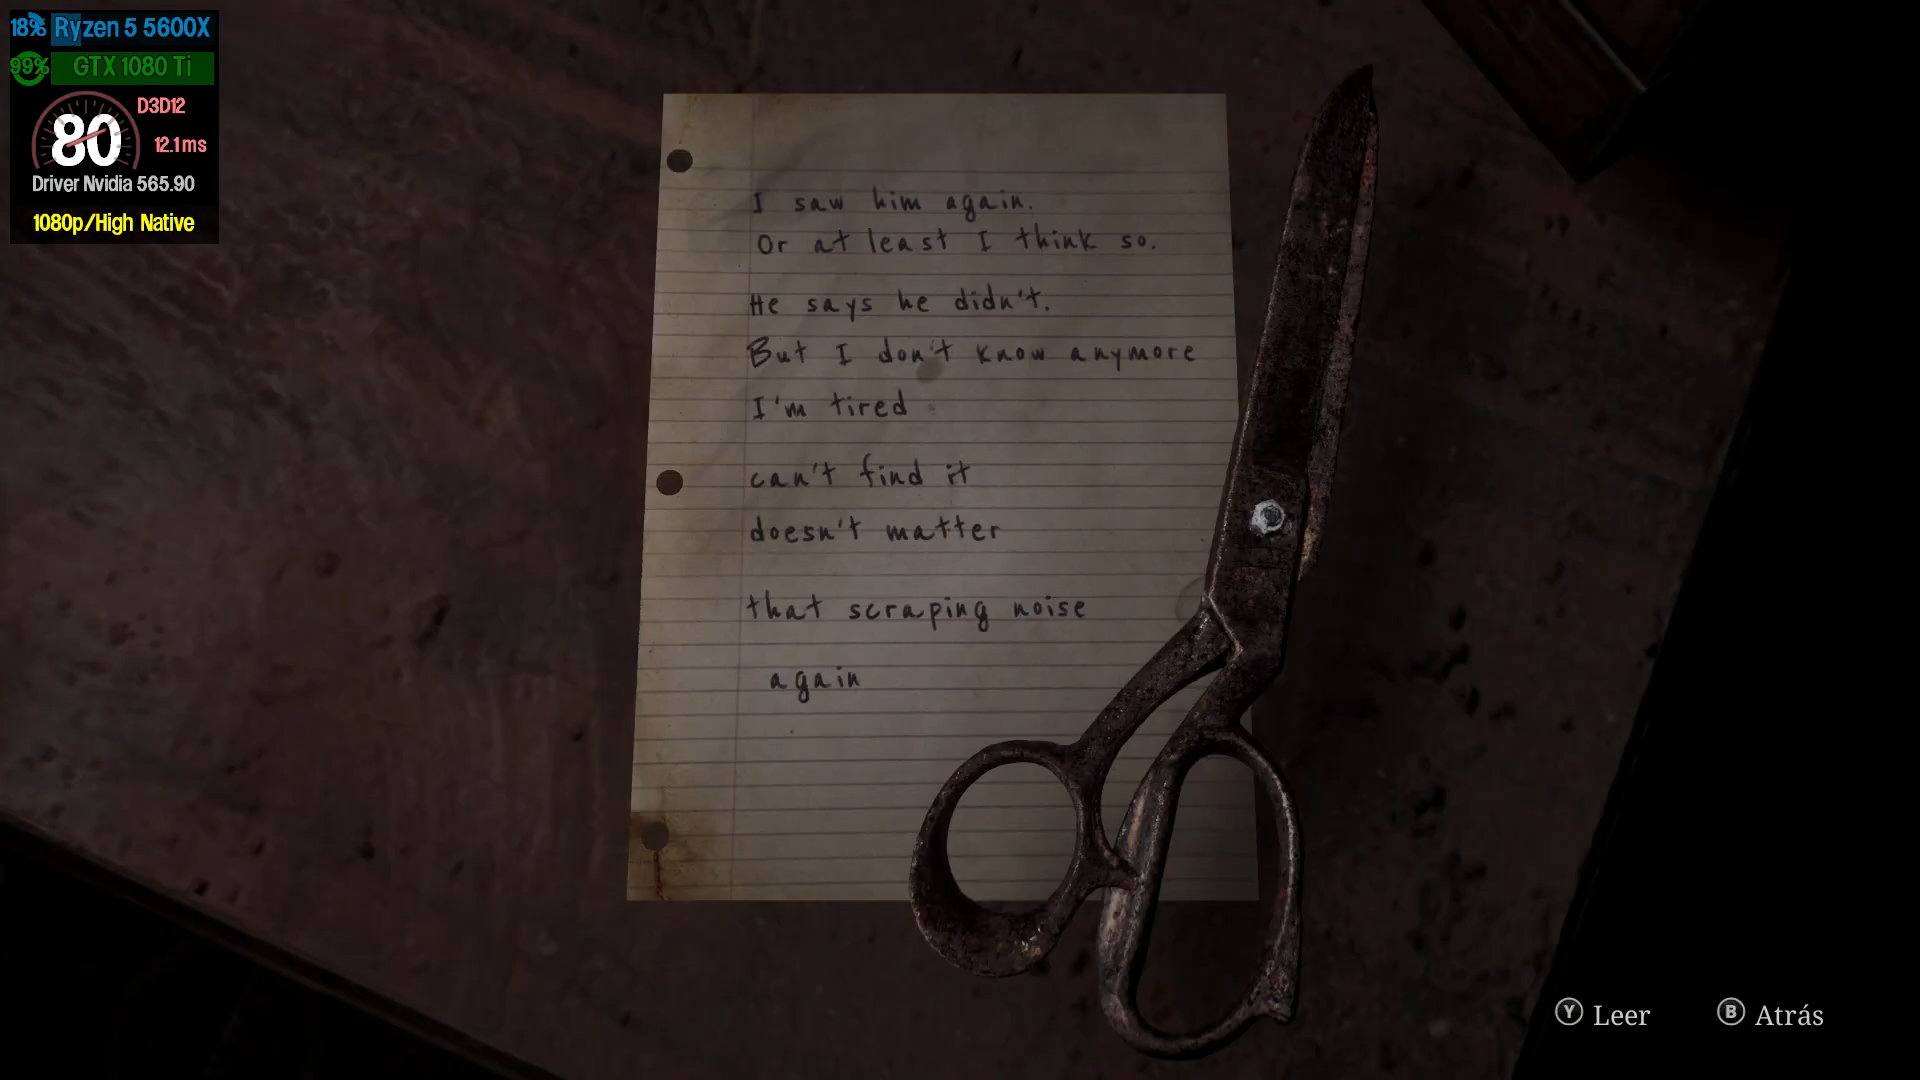 18% Ryzen 5 5600X
99% GTX 1080 Ti
D3D12
80
12.1ms
Driver Nvidia 565.90
1080p/High Native
I saw him again.
Or at least I think so.
He says he didn't.
But I don't know anymore
I'm tired
can't find it
doesn't matter
that scraping noise
again
Y Leer
B Atrás